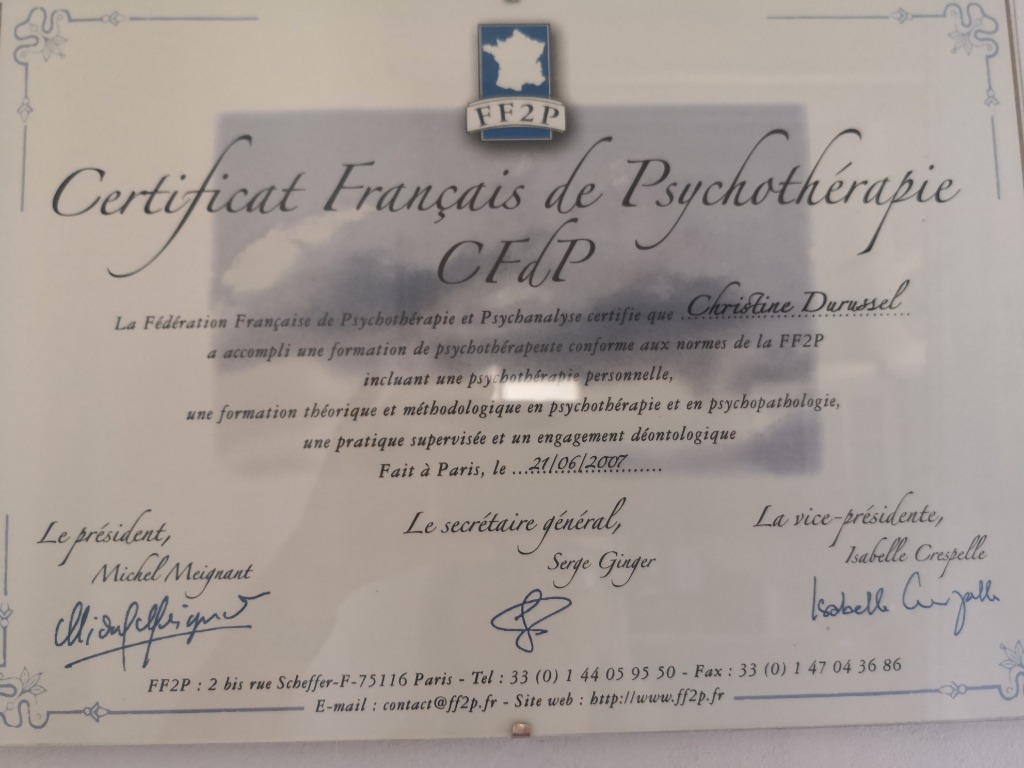 FF2P
Certificat Français de Psychothérapie
CFdP
La Fédération Française de Psychothérapie et Psychanalyse certifie que Christine Durussel
a accompli une formation de psychothérapeute conforme aux normes de la FF2P
incluant une psychothérapie personnelle,
une formation théorique et méthodologique en psychothérapie et en psychopathologie,
une pratique supervisée et un engagement déontologique
Fait à Paris, le ...21/06/2007......
Le président,
Michel Meignant
Le secrétaire général,
Serge Ginger
La vice-présidente,
Isabelle Crespelle
Isabelle Crespelle
FF2P : 2 bis rue Scheffer-F-75116 Paris - Tel : 33 (0) 1 44 05 95 50 - Fax : 33 (0) 1 47 04 36 86
E-mail : contact@ff2p.fr - Site web : http://www.ff2p.fr